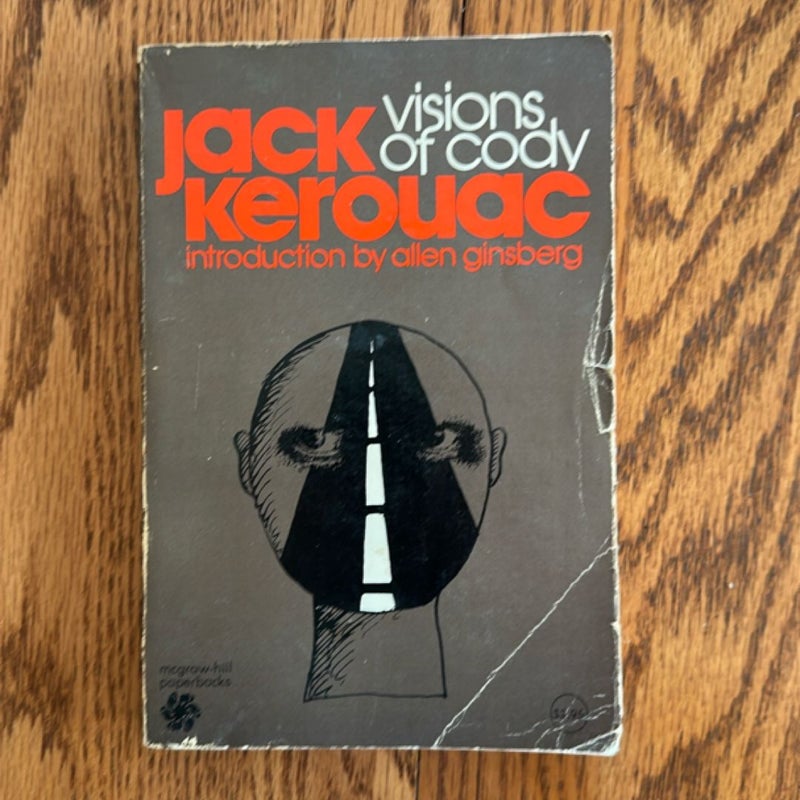 visions
of cody
jack
kerouac
introduction by allen ginsberg
mcgraw-hill
paperbacks